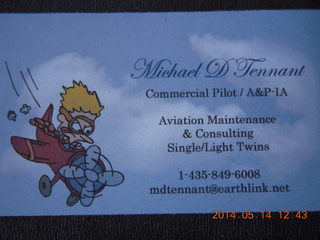 Michael D Tennant
Commercial Pilot / A&P-IA
Aviation Maintenance
& Consulting
Single/Light Twins
1-435-849-6008
mdtennant@earthlink.net
2014.05.14 12:43